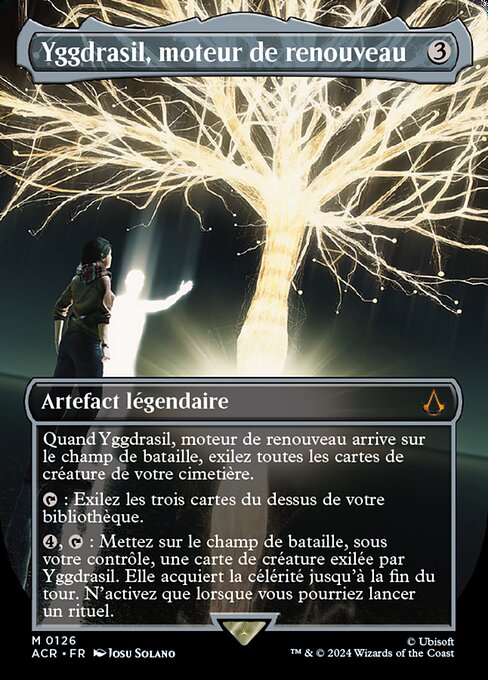 Yggdrasil, moteur de renouveau 3
Artefact légendaire
Quand Yggdrasil, moteur de renouveau arrive sur
le champ de bataille, exilez toutes les cartes de
créature de votre cimetière.
: Exilez les trois cartes du dessus de votre
bibliothèque.
4, : Mettez sur le champ de bataille, sous
votre contrôle, une carte de créature exilée par
Yggdrasil. Elle acquiert la célérité jusqu'à la fin du
tour. N'activez que lorsque vous pourriez lancer
un rituel.
M 0126
ACR • FR Josu Solano
© Ubisoft
™ & © 2024 Wizards of the Coast